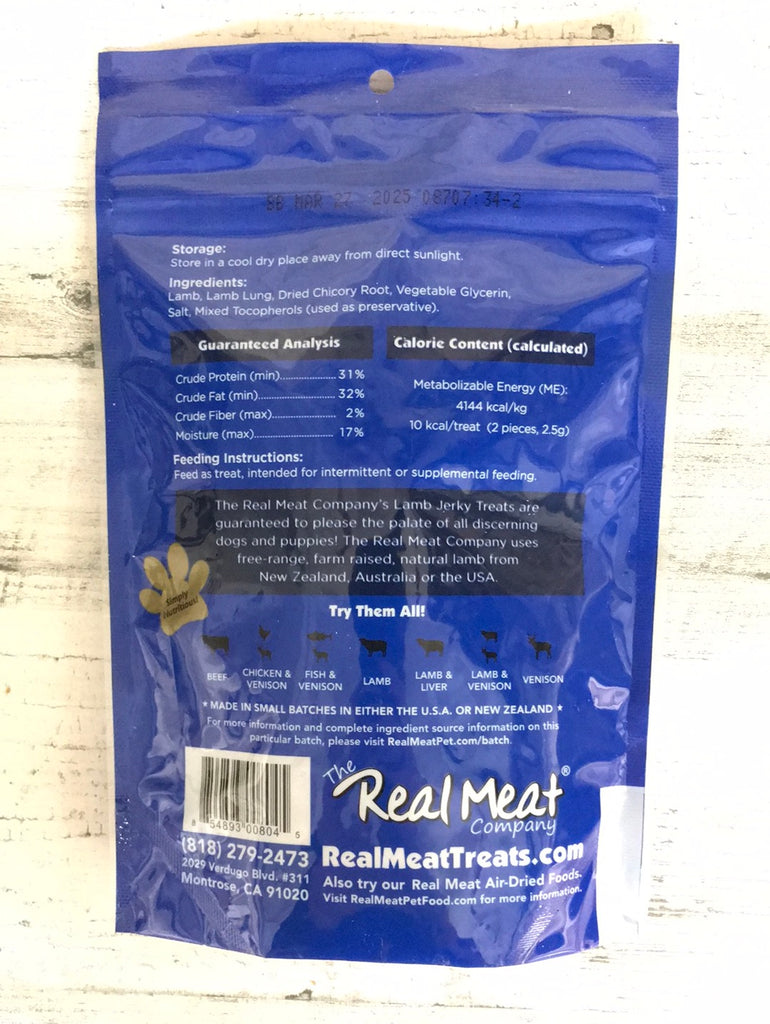 BB MAR 27 2025 08707:34-2
Storage:
Store in a cool dry place away from direct sunlight.
Ingredients:
Lamb, Lamb Lung, Dried Chicory Root, Vegetable Glycerin,
Salt, Mixed Tocopherols (used as preservative).
Guaranteed Analysis
Crude Protein (min)..................... 31%
Crude Fat (min)............................ 32%
Crude Fiber (max)....................... 2%
Moisture (max)............................ 17%
Calorie Content (calculated)
Metabolizable Energy (ME):
4144 kcal/kg
10 kcal/treat (2 pieces, 2.5g)
Feeding Instructions:
Feed as treat, intended for intermittent or supplemental feeding.
The Real Meat Company's Lamb Jerky Treats are
guaranteed to please the palate of all discerning
dogs and puppies! The Real Meat Company uses
free-range, farm raised, natural lamb from
New Zealand, Australia or the USA.
Simply
Nutritious!
Try Them All!
BEEF
CHICKEN &
VENISON
FISH &
VENISON
LAMB
LAMB &
LIVER
LAMB &
VENISON
VENISON
★ MADE IN SMALL BATCHES IN EITHER THE U.S.A. OR NEW ZEALAND ★
For more information and complete ingredient source information on this
particular batch, please visit RealMeatPet.com/batch.
8 54893 00804 5
(818) 279-2473
2029 Verdugo Blvd. #311
Montrose, CA 91020
The
Real Meat®
Company
RealMeatTreats.com
Also try our Real Meat Air-Dried Foods.
Visit RealMeatPetFood.com for more information.